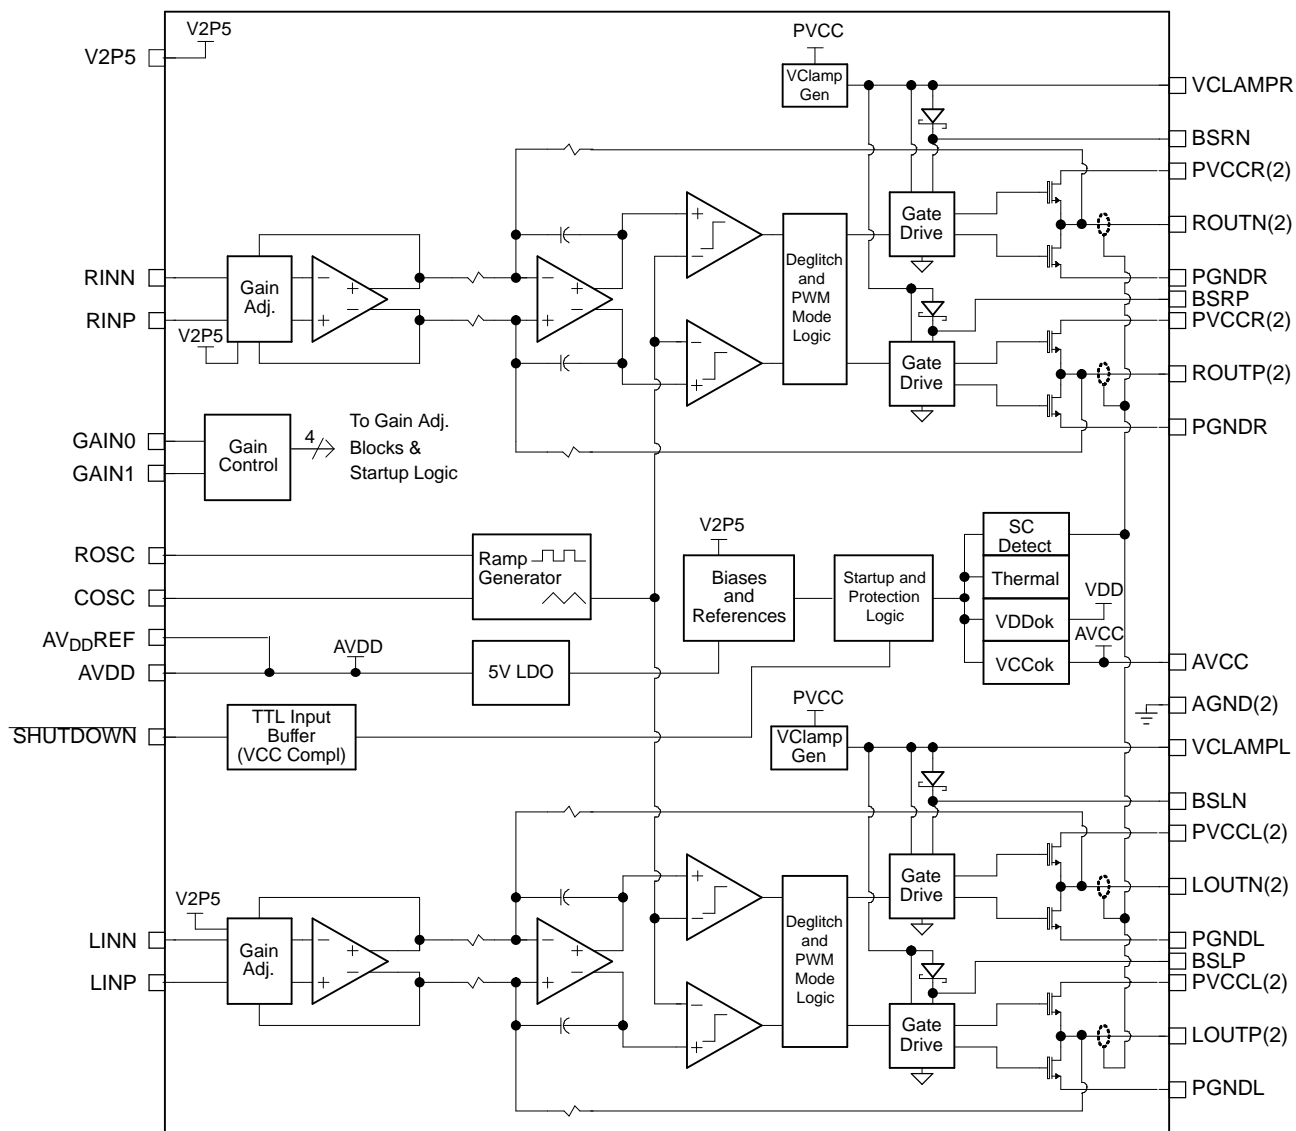 V2P5
V2P5
PVCC
VClamp
Gen
VCLAMPR
BSRN
PVCCR(2)
Gate
Drive
ROUTN(2)
Deglitch
and
PWM
Mode
Logic
RINN
Gain
Adj.
RINP
V2P5
PGNDR
BSRP
PVCCR(2)
Gate
Drive
ROUTP(2)
PGNDR
GAIN0
GAIN1
Gain
Control
4
To Gain Adj.
Blocks &
Startup Logic
ROSC
COSC
Ramp
Generator
V2P5
Biases
and
References
Startup and
Protection
Logic
SC
Detect
Thermal
VDDok
VCCok
VDD
AVCC
AVCC
AVDDREF
AVDD
AVDD
5V LDO
AGND(2)
SHUTDOWN
TTL Input
Buffer
(VCC Compl)
PVCC
VClamp
Gen
VCLAMPL
BSLN
PVCCL(2)
Gate
Drive
LOUTN(2)
V2P5
LINN
LINP
Gain
Adj.
Deglitch
and
PWM
Mode
Logic
PGNDL
BSLP
PVCCL(2)
Gate
Drive
LOUTP(2)
PGNDL